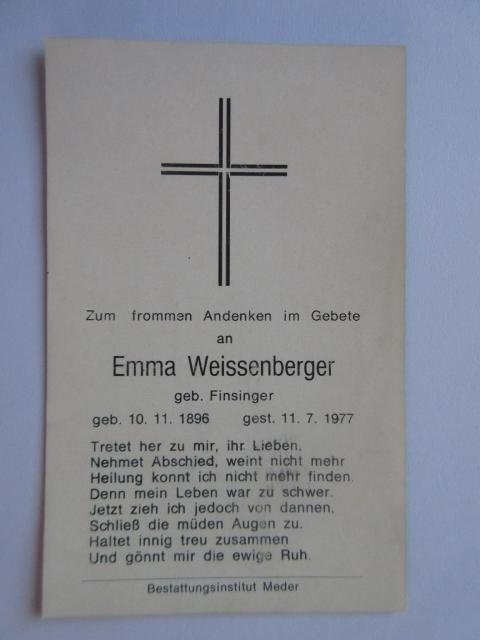 Zum frommen Andenken im Gebete
an
Emma Weissenberger
geb. Finsinger
geb. 10. 11. 1896 gest. 11. 7. 1977
Tretet her zu mir, ihr Lieben,
Nehmet Abschied, weint nicht mehr
Heilung konnt ich nicht mehr finden
Denn mein Leben war zu schwer.
Jetzt zieh ich jedoch von dannen,
Schließ die müden Augen zu.
Haltet innig treu zusammen
Und gönnt mir die ewige Ruh.
Bestattungsinstitut Meder